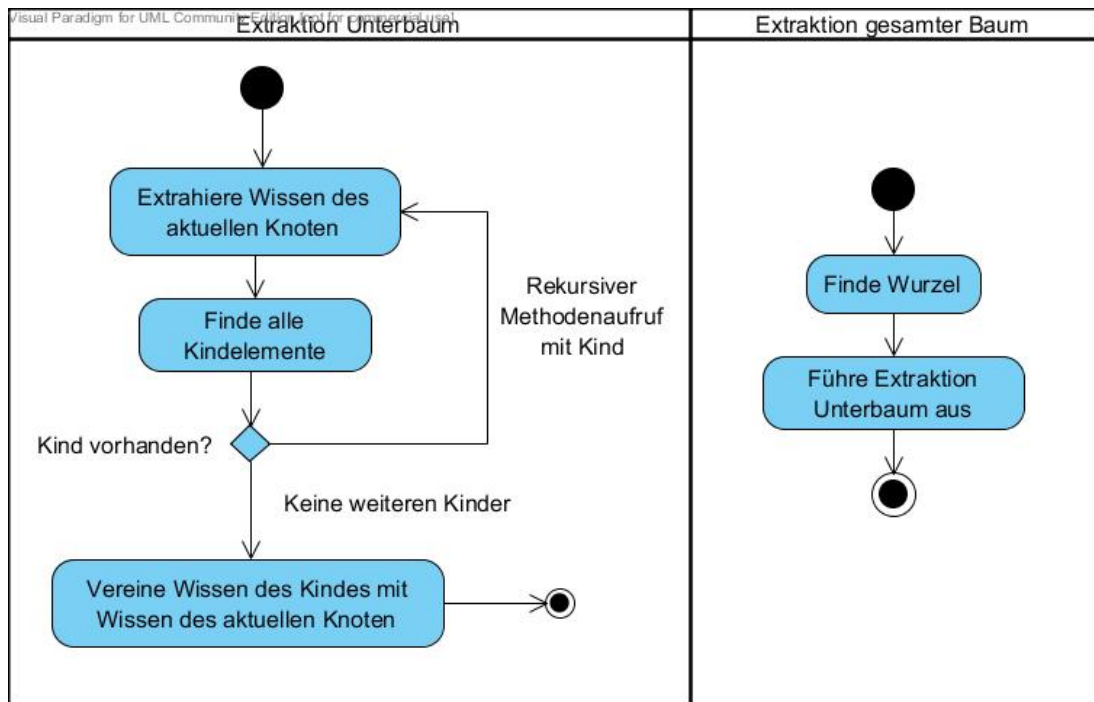 Visual Paradigm for UML Community Edition [not for commercial use]
Extraktion Unterbaum
Extraktion gesamter Baum
Extrahiere Wissen des
aktuellen Knoten
Finde alle
Kindelemente
Rekursiver
Methodenaufruf
mit Kind
Kind vorhanden?
Keine weiteren Kinder
Vereine Wissen des Kindes mit
Wissen des aktuellen Knoten
Finde Wurzel
Führe Extraktion
Unterbaum aus